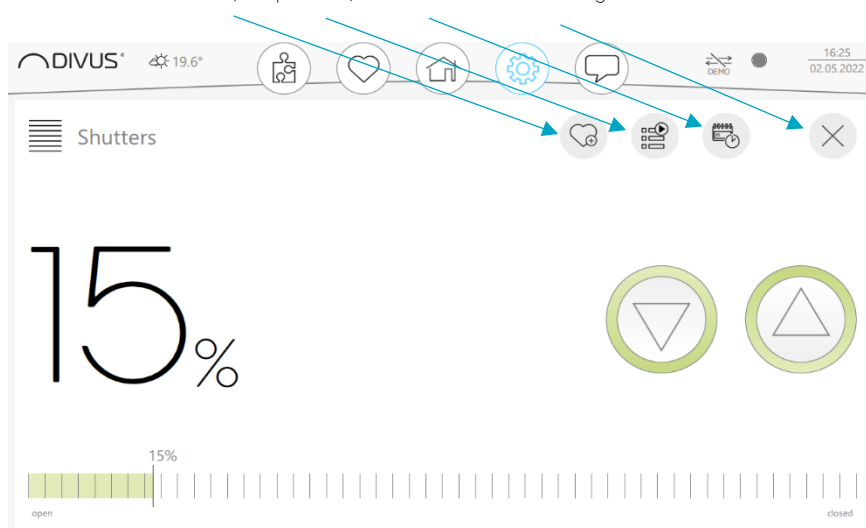 DIVUS
19.6°
DEMO
16:25
02.05.2022
Shutters
15%
15%
open
closed